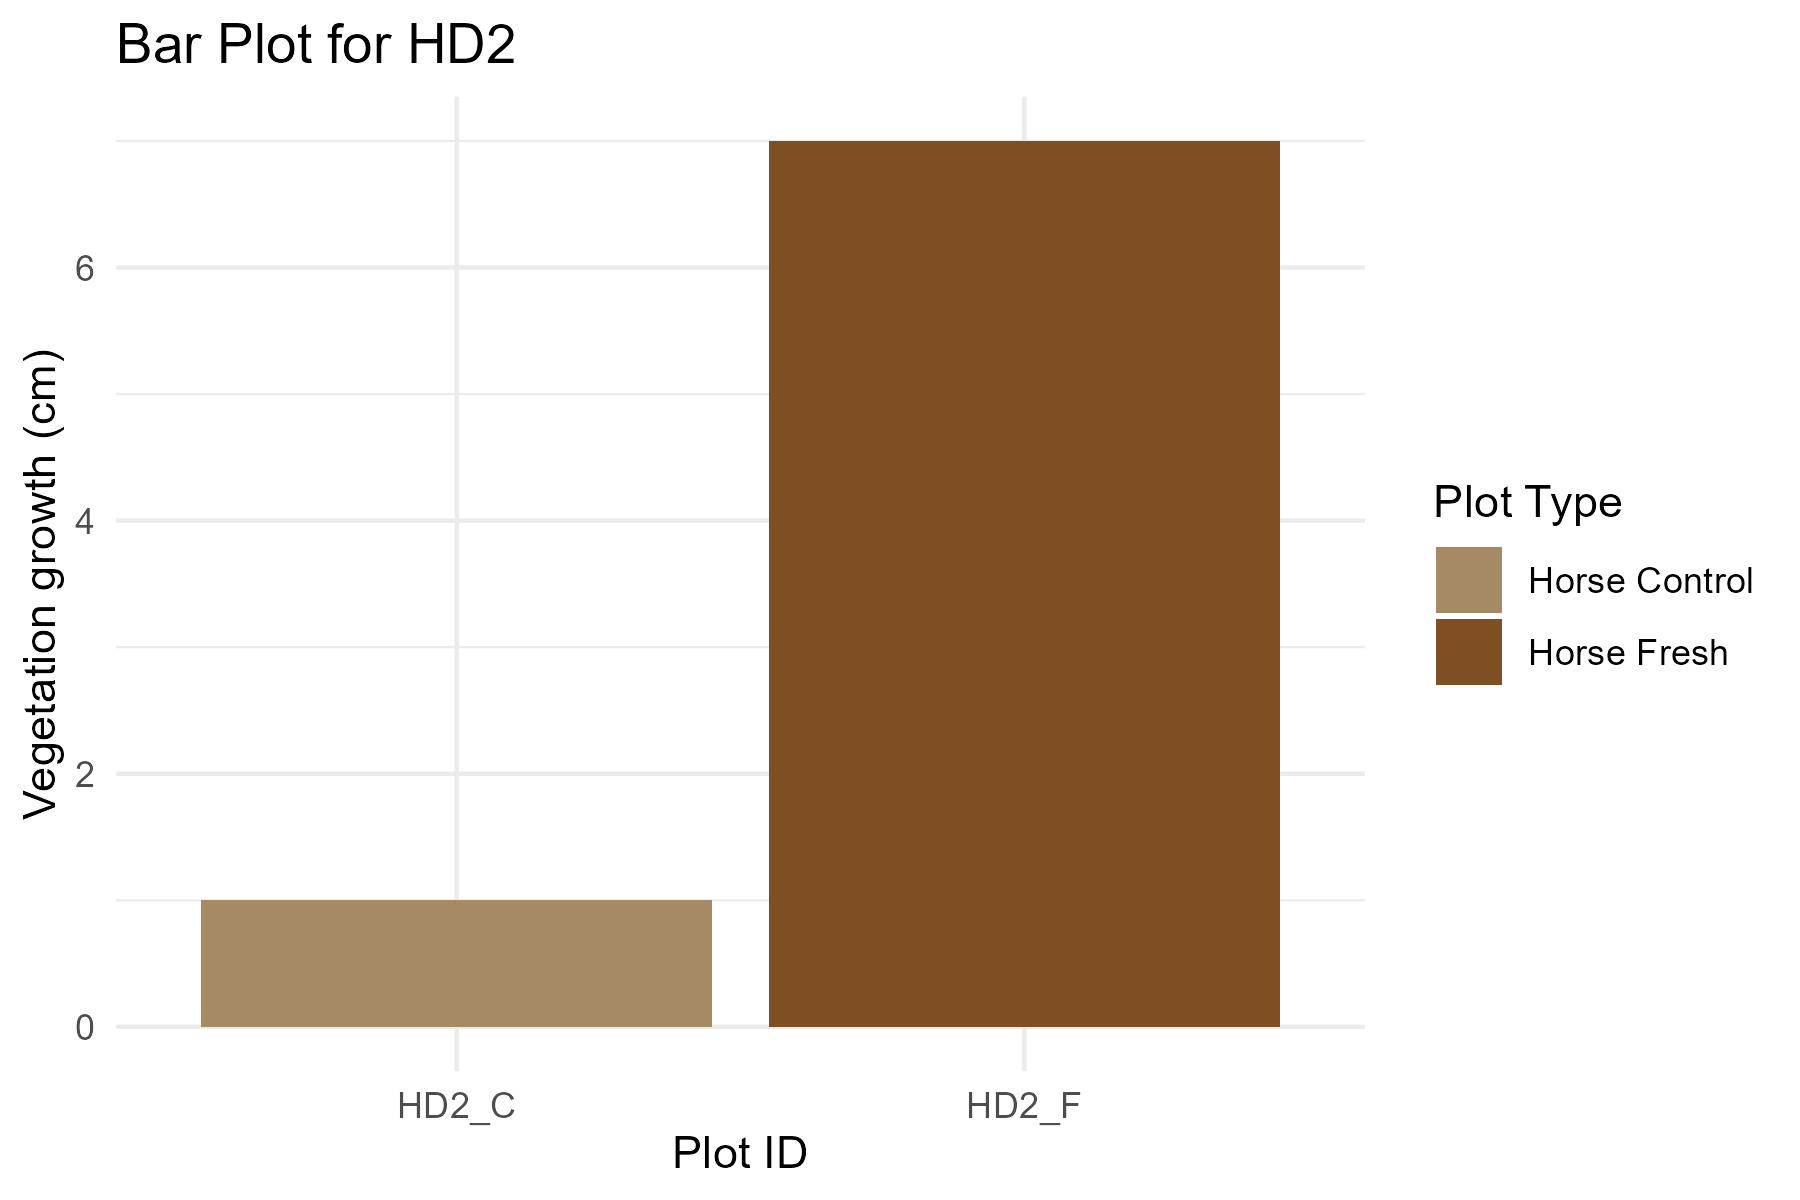 Bar Plot for HD2
Vegetation growth (cm)
6
4
2
0
HD2_C
HD2_F
Plot ID
Plot Type
Horse Control
Horse Fresh